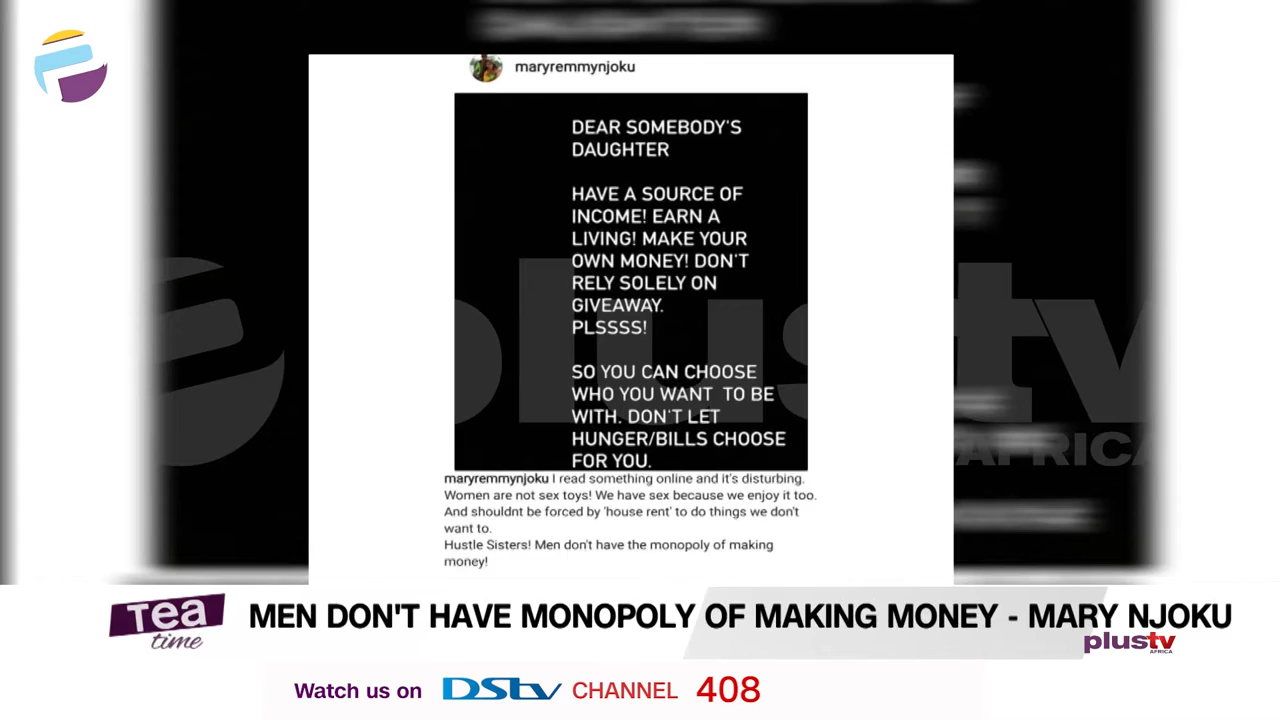 DAUGHTER
maryremmynjoku
DEAR SOMEBODY'S
DAUGHTER
HAVE A SOURCE OF
INCOME! EARN A
LIVING! MAKE YOUR
OWN MONEY! DON'T
RELY SOLELY ON
GIVEAWAY.
PLSSSS!
SO YOU CAN CHOOSE
WHO YOU WANT TO BE
WITH. DON'T LET
HUNGER/BILLS CHOOSE
FOR YOU.
maryremmynjoku I read something online and it's disturbing.
Women are not sex toys! We have sex because we enjoy it too.
And shouldnt be forced by 'house rent' to do things we don't
want to.
Hustle Sisters! Men don't have the monopoly of making
money!
plustv
AFRICA
Tea
time
MEN DON'T HAVE MONOPOLY OF MAKING MONEY - MARY NJOKU
plustv
AFRICA
Watch us on DStv CHANNEL 408